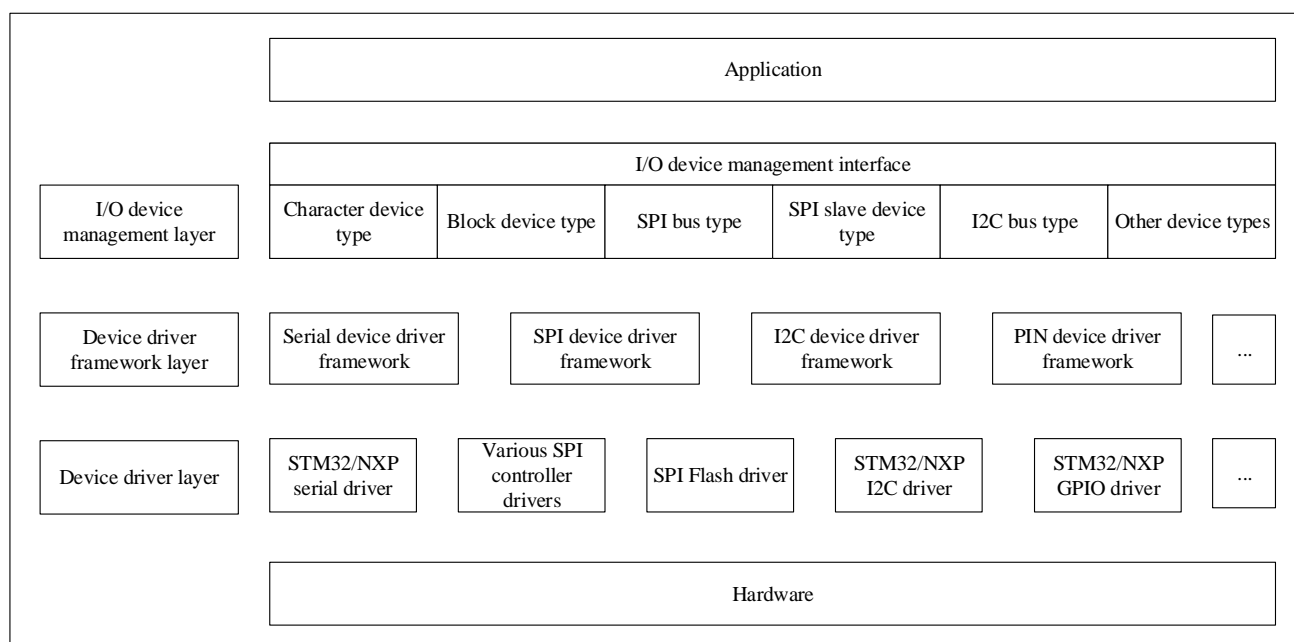 Application
I/O device management interface
I/O device
management layer
Character device
type
Block device type
SPI bus type
SPI slave device
type
I2C bus type
Other device types
Device driver
framework layer
Serial device driver
framework
SPI device driver
framework
I2C device driver
framework
PIN device driver
framework
...
Device driver layer
STM32/NXP
serial driver
Various SPI
controller
drivers
SPI Flash driver
STM32/NXP
I2C driver
STM32/NXP
GPIO driver
...
Hardware